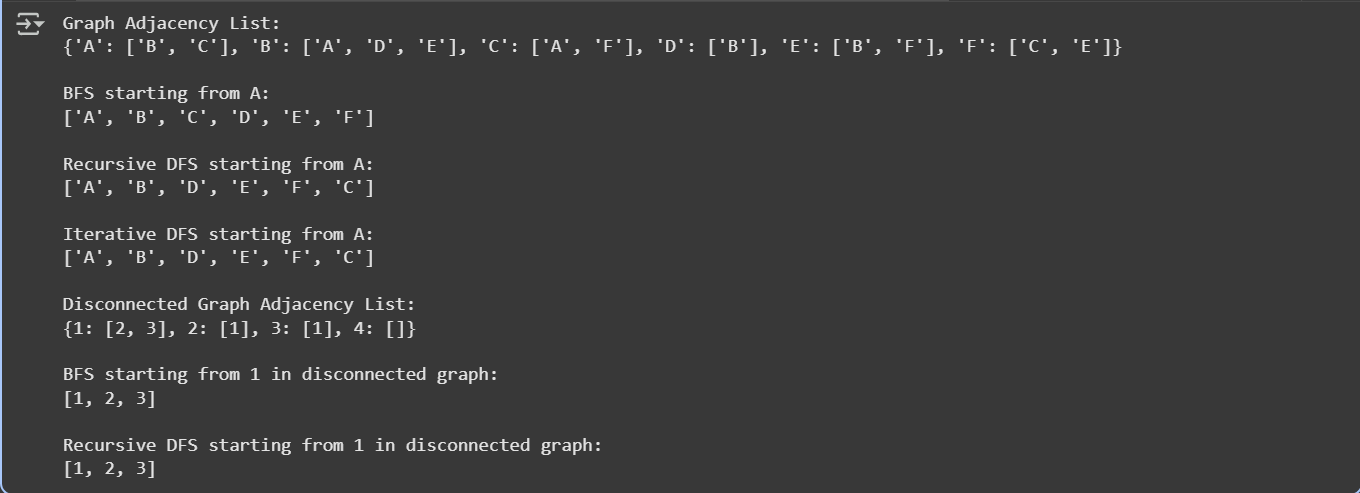 Graph Adjacency List:
{'A': ['B', 'C'], 'B': ['A', 'D', 'E'], 'C': ['A', 'F'], 'D': ['B'], 'E': ['B', 'F'], 'F': ['C', 'E']}
BFS starting from A:
['A', 'B', 'C', 'D', 'E', 'F']
Recursive DFS starting from A:
['A', 'B', 'D', 'E', 'F', 'C']
Iterative DFS starting from A:
['A', 'B', 'D', 'E', 'F', 'C']
Disconnected Graph Adjacency List:
{1: [2, 3], 2: [1], 3: [1], 4: []}
BFS starting from 1 in disconnected graph:
[1, 2, 3]
Recursive DFS starting from 1 in disconnected graph:
[1, 2, 3]